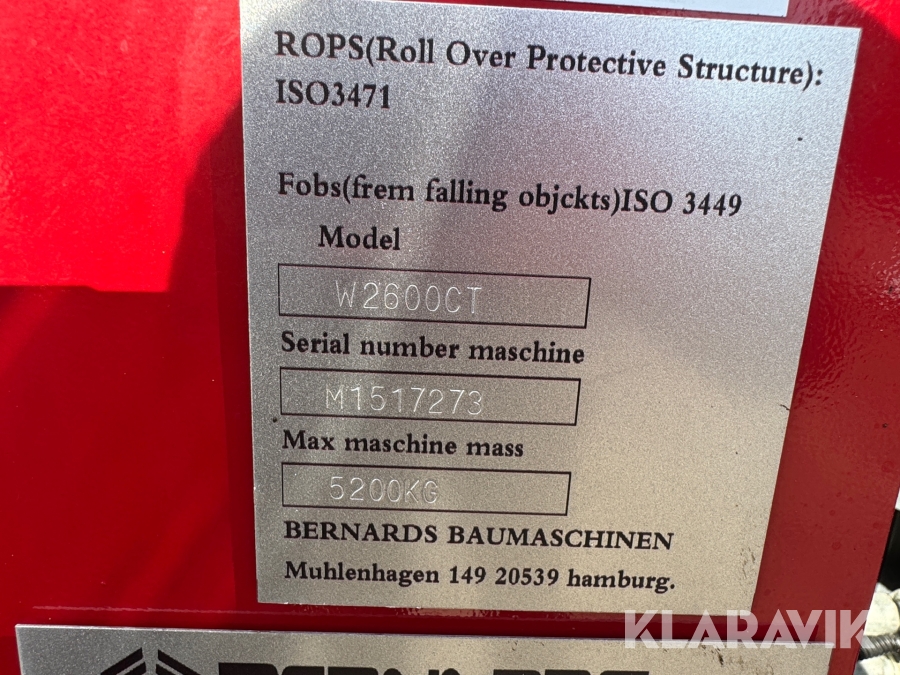 ROPS(Roll Over Protective Structure):
ISO3471
Fobs(frem falling objckts)ISO 3449
Model
W2600CT
Serial number maschine
M1517273
Max maschine mass
5200KG
BERNARDS BAUMASCHINEN
Muhlenhagen 149 20539 hamburg.
KLARAVIK